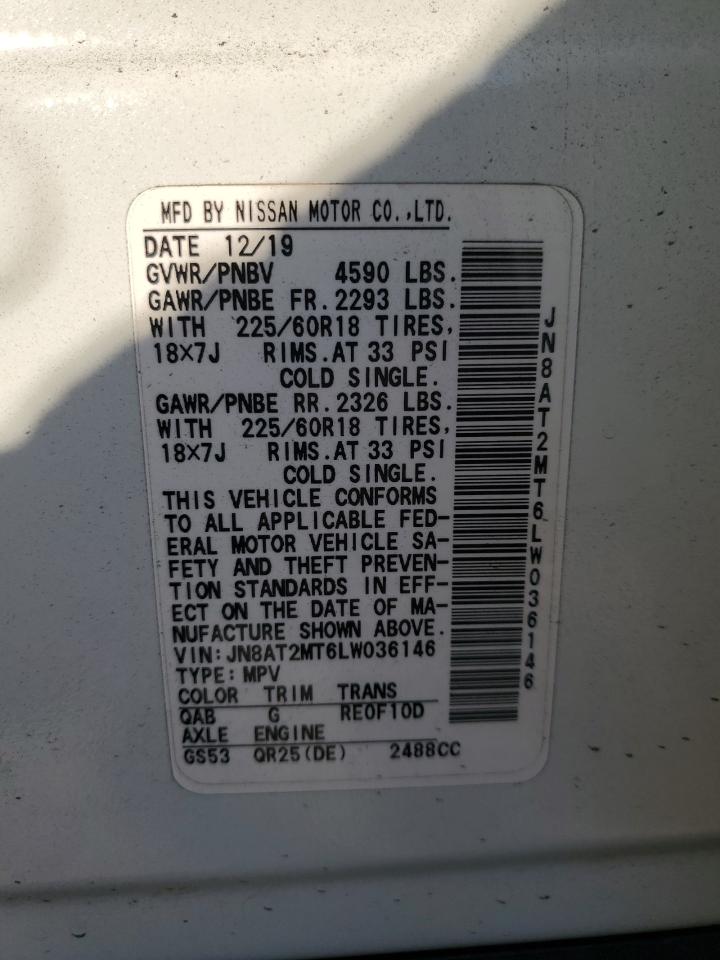 MFD BY NISSAN MOTOR CO.,LTD.
DATE 12/19
GVWR/PNBV 4590 LBS.
GAWR/PNBE FR.2293 LBS.
WITH 225/60R18 TIRES,
18×7J RIMS.AT 33 PSI
COLD SINGLE.
GAWR/PNBE RR.2326 LBS.
WITH 225/60R18 TIRES,
18×7J RIMS.AT 33 PSI
COLD SINGLE.
THIS VEHICLE CONFORMS
TO ALL APPLICABLE FED-
ERAL MOTOR VEHICLE SA-
FETY AND THEFT PREVEN-
TION STANDARDS IN EFF-
ECT ON THE DATE OF MA-
NUFACTURE SHOWN ABOVE.
VIN:JN8AT2MT6LW036146
TYPE:MPV
COLOR TRIM TRANS
QAB G RE0F10D
AXLE ENGINE
GS53 QR25(DE) 2488CC
JN8AT2MT6LW036146